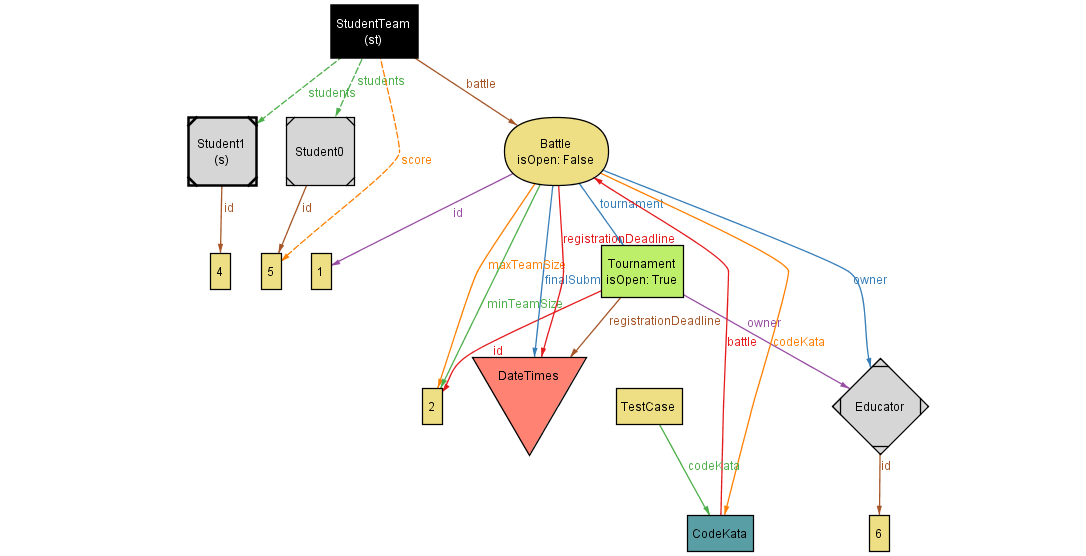 StudentTeam
(st)
students
students
battle
Student1
(s)
Student0
Battle
isOpen: False
score
id
id
id
tournament
registrationDeadline
maxTeamSize
finalSubm
Tournament
isOpen: True
owner
4
5
1
minTeamSize
registrationDeadline
owner
id
battle
codeKata
DateTimes
2
TestCase
Educator
codeKata
id
CodeKata
6